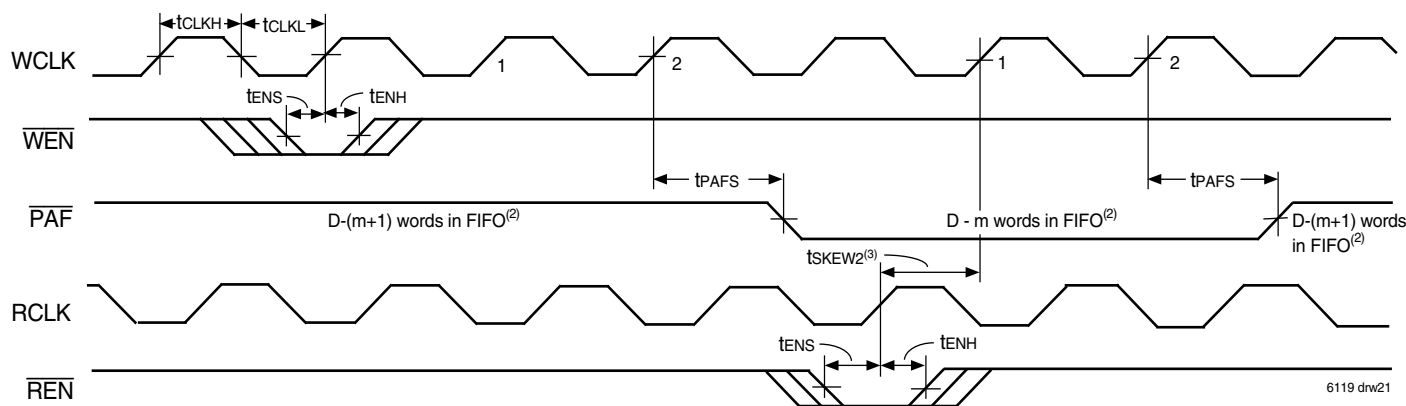 tCLKH
tCLKL
WCLK
1
2
1
2
tENS
tENH
WEN
tPAFS
tPAFS
PAF
D-(m+1) words in FIFO(2)
D - m words in FIFO(2)
D-(m+1) words
in FIFO(2)
tSKEW2(3)
RCLK
tENS
tENH
REN
6119 drw21